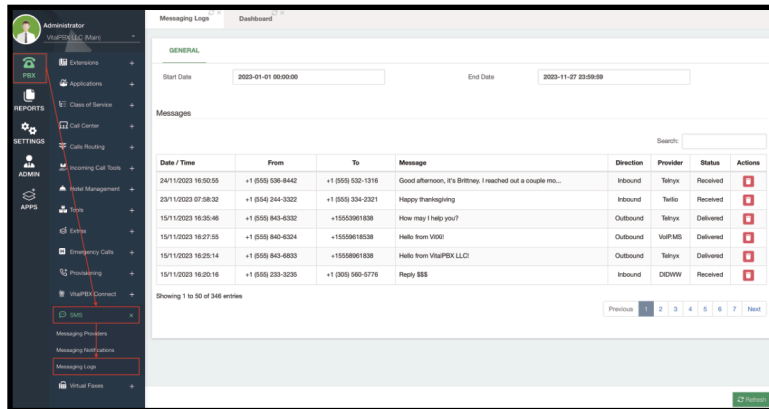 Administrator
VitalPBX LLC (Main)
PBX
REPORTS
SETTINGS
ADMIN
APPS
Extensions +
Applications +
Class of Service +
Call Center +
Calls Routing +
Incoming Call Tools +
Hotel Management +
Tools +
Extras +
Emergency Calls +
Provisioning +
VitalPBX Connect +
SMS ×
Messaging Providers
Messaging Notifications
Messaging Logs
Virtual Faxes +
Messaging Logs Dashboard
GENERAL
Start Date 2023-01-01 00:00:00 End Date 2023-11-27 23:59:59
Messages
Search:
Date / Time From To Message Direction Provider Status Actions
24/11/2023 16:50:55 +1 (555) 536-8442 +1 (555) 532-1316 Good afternoon, it's Brittney. I reached out a couple mo... Inbound Telnyx Received
23/11/2023 07:58:32 +1 (554) 244-3322 +1 (555) 334-2321 Happy thanksgiving Inbound Twilio Received
15/11/2023 16:35:46 +1 (555) 843-6332 +15553961838 How may I help you? Outbound Telnyx Delivered
15/11/2023 16:27:55 +1 (555) 840-6324 +15559618538 Hello from VitXi! Outbound VoIP.MS Delivered
15/11/2023 16:25:14 +1 (555) 843-6833 +15558961838 Hello from VitalPBX LLC! Outbound Telnyx Delivered
15/11/2023 16:20:16 +1 (555) 233-3235 +1 (305) 560-5776 Reply $$$ Inbound DIDWW Received
Showing 1 to 50 of 346 entries
Previous 1 2 3 4 5 6 7 Next
Refresh